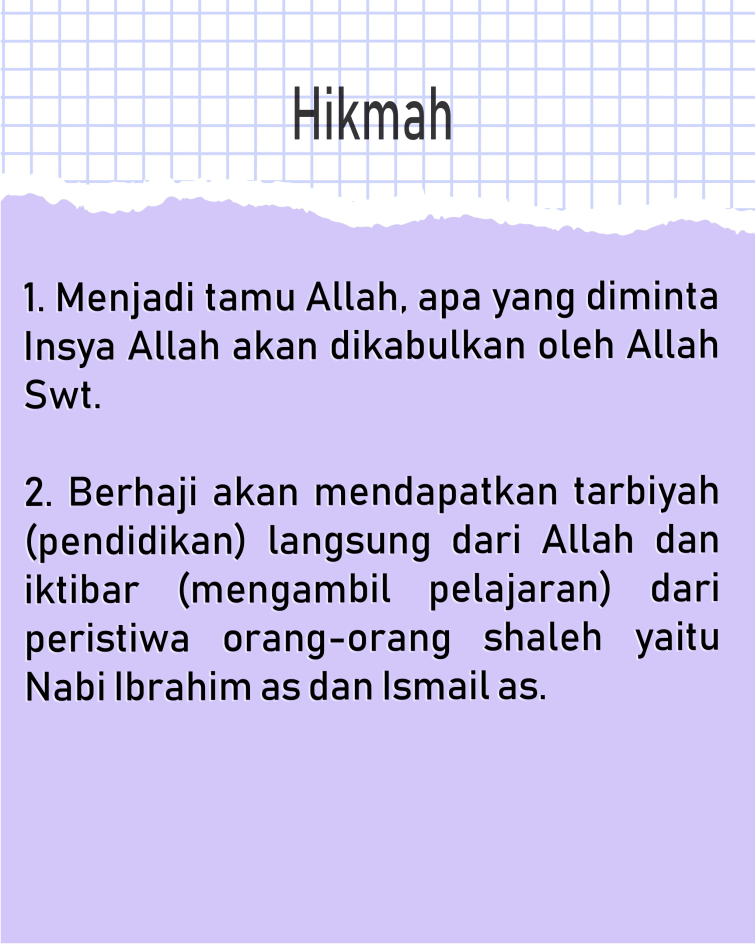 Hikmah
1. Menjadi tamu Allah, apa yang diminta
Insya Allah akan dikabulkan oleh Allah
Swt.
2. Berhaji akan mendapatkan tarbiyah
(pendidikan) langsung dari Allah dan
iktibar (mengambil pelajaran) dari
peristiwa orang-orang shaleh yaitu
Nabi Ibrahim as dan Ismail as.